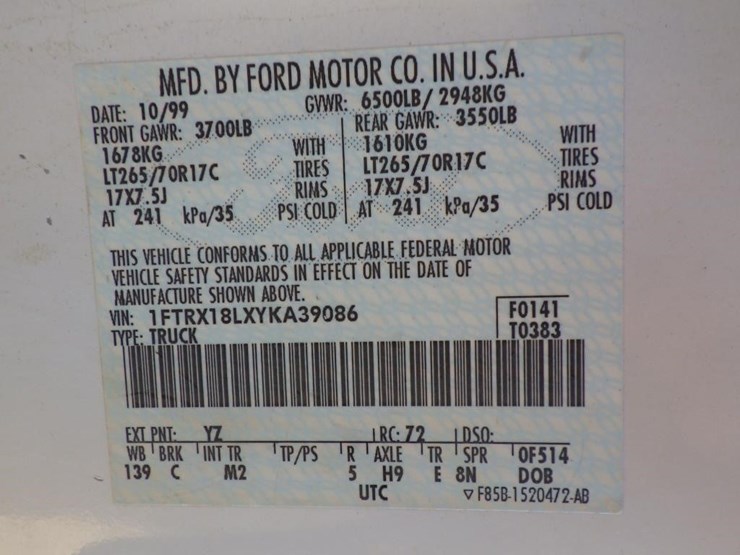 MFD. BY FORD MOTOR CO. IN U.S.A.
DATE: 10/99 GVWR: 6500LB/ 2948KG
FRONT GAWR: 3700LB REAR GAWR: 3550LB
1678KG WITH 1610KG WITH
LT265/70R17C TIRES LT265/70R17C TIRES
17X7.5J RIMS 17X7.5J RIMS
AT 241 kPa/35 PSI COLD AT 241 kPa/35 PSI COLD
THIS VEHICLE CONFORMS TO ALL APPLICABLE FEDERAL MOTOR
VEHICLE SAFETY STANDARDS IN EFFECT ON THE DATE OF
MANUFACTURE SHOWN ABOVE.
VIN: 1FTRX18LXYKA39086 F0141
TYPE: TRUCK T0383
EXT PNT: YZ RC: 72 DSO:
WB BRK INT TR TP/PS R AXLE TR SPR 0F514
139 C M2 5 H9 E 8N DOB
UTC ▽ F85B-1520472-AB